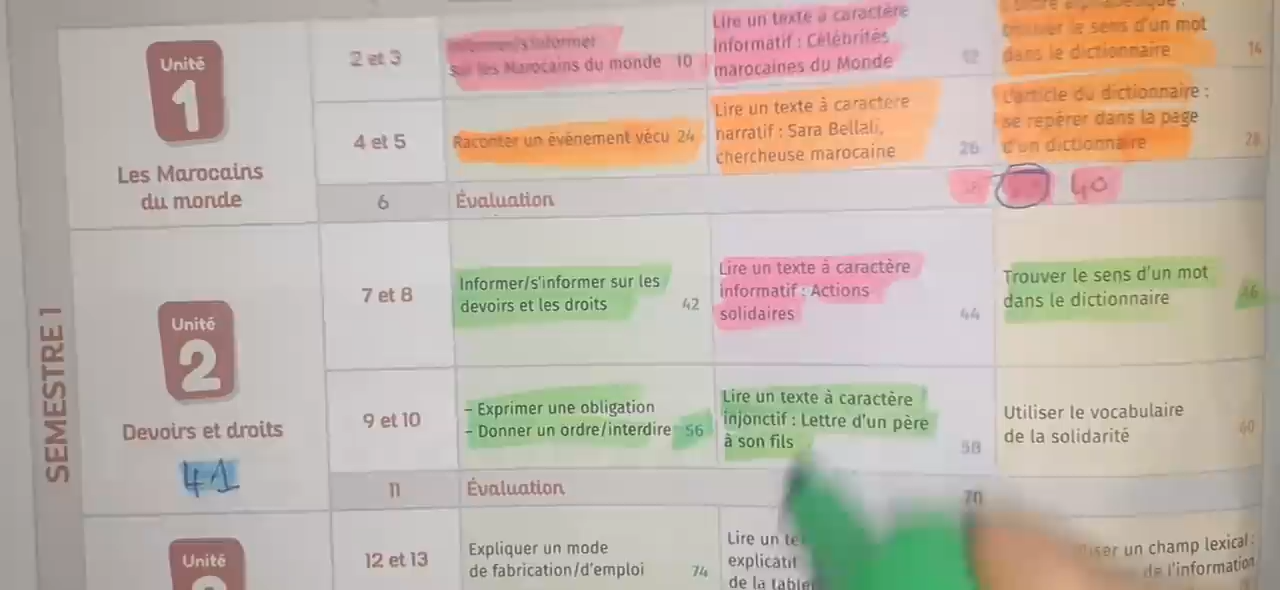 SEMESTRE 1
Unité
1
Les Marocains
du monde
2 et 3
Informer/s'informer
sur les Marocains du monde 10
Lire un texte à caractère
informatif : Célébrités
marocaines du Monde 12
trouver le sens d'un mot
dans le dictionnaire 14
4 et 5
Raconter un événement vécu 24
Lire un texte à caractère
narratif : Sara Bellali,
chercheuse marocaine 26
L'article du dictionnaire :
se repérer dans la page
d'un dictionnaire 28
6
Évaluation
40
Unité
2
Devoirs et droits
41
7 et 8
Informer/s'informer sur les
devoirs et les droits 42
Lire un texte à caractère
informatif : Actions
solidaires 44
Trouver le sens d'un mot
dans le dictionnaire 46
9 et 10
– Exprimer une obligation
– Donner un ordre/interdire 56
Lire un texte à caractère
injonctif : Lettre d'un père
à son fils 58
Utiliser le vocabulaire
de la solidarité 60
11
Évaluation
70
Unité
12 et 13
Expliquer un mode
de fabrication/d'emploi 74
Lire un
explicatif
de la
un champ lexical :
de l'information